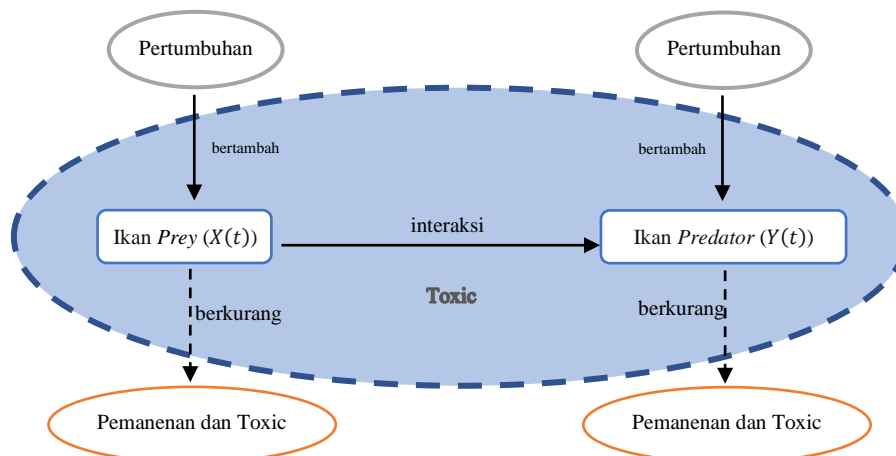 Pertumbuhan
Pertumbuhan
bertambah
bertambah
Ikan Prey (X(t))
interaksi
Ikan Predator (Y(t))
Toxic
berkurang
berkurang
Pemanenan dan Toxic
Pemanenan dan Toxic